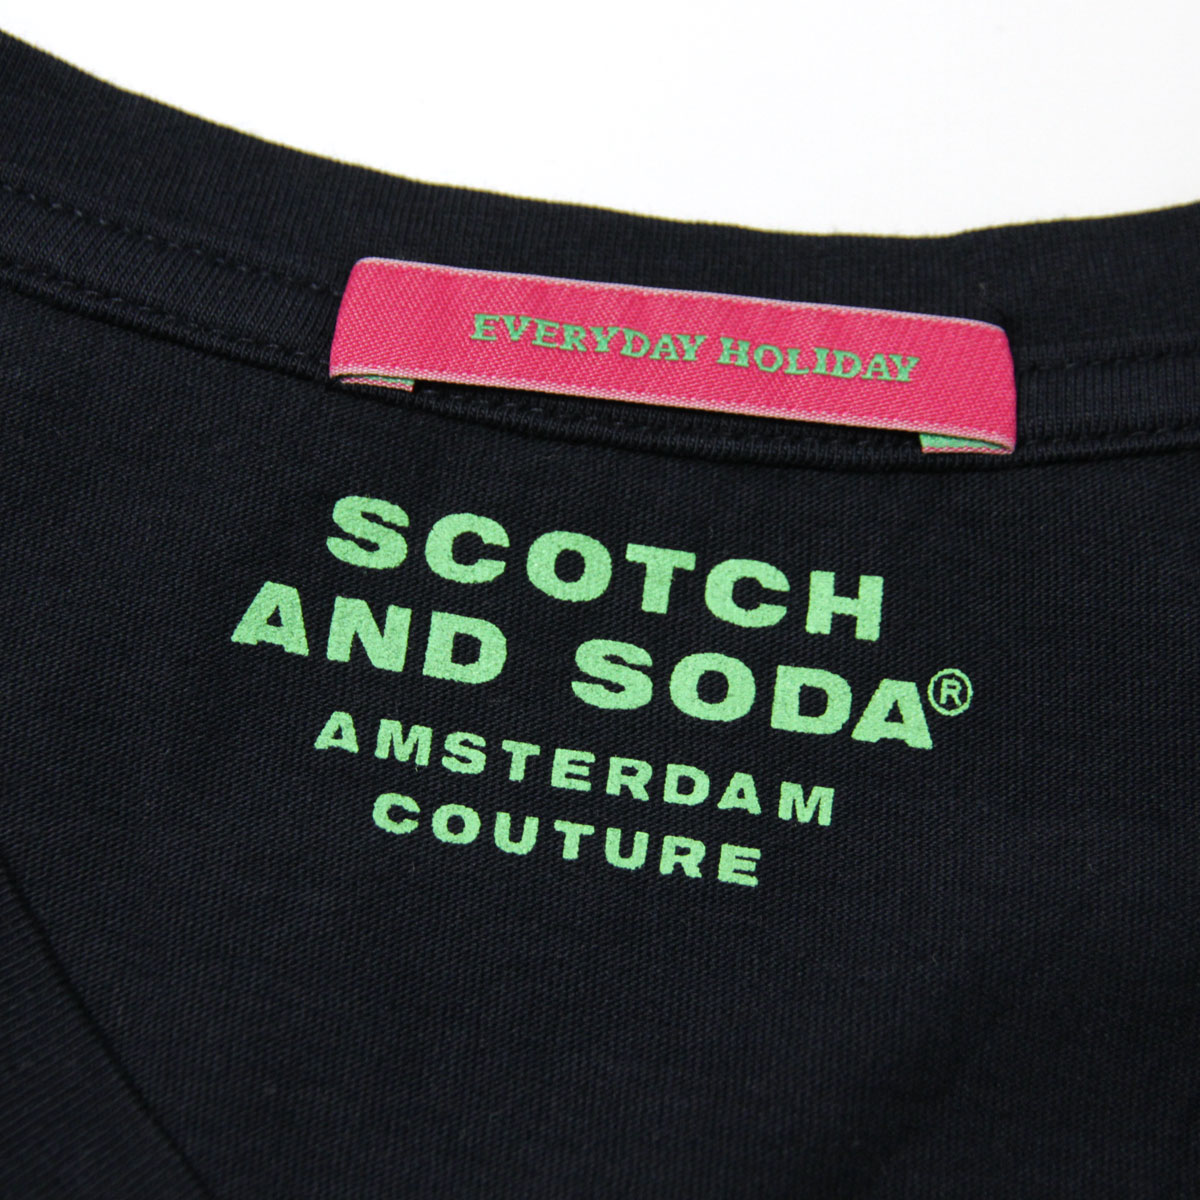 EVERYDAY HOLIDAY
SCOTCH
AND SODA®
AMSTERDAM
COUTURE